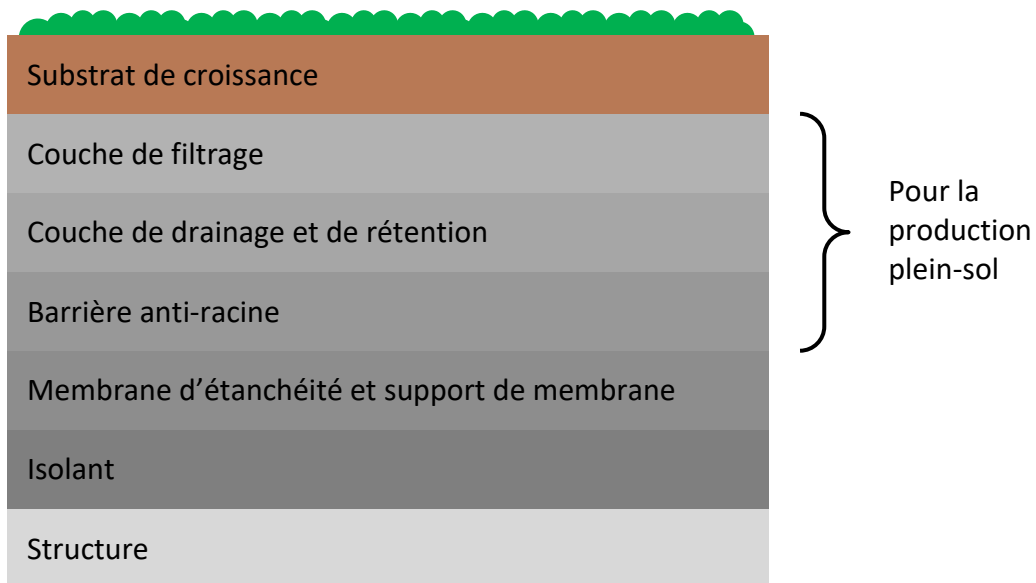 Substrat de croissance
Couche de filtrage
Couche de drainage et de rétention
Barrière anti-racine
Membrane d’étanchéité et support de membrane
Isolant
Structure
Pour la
production
plein-sol